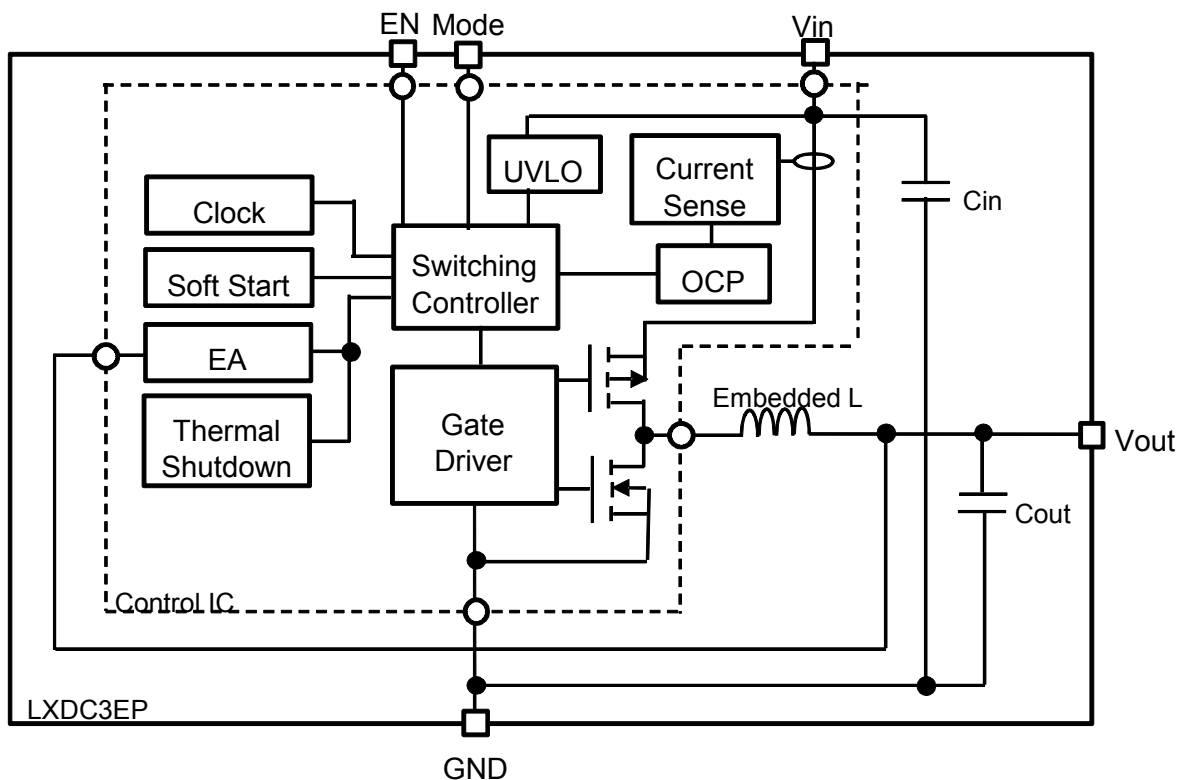 EN Mode Vin
UVLO
Current
Sense
Cin
Clock
Switching
Controller
Soft Start
OCP
EA
Embedded L
Thermal
Shutdown
Gate
Driver
Vout
Cout
Control IC
LXDC3EP
GND